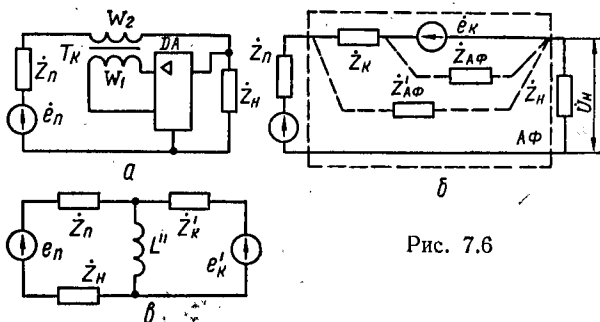 W₂
Tк
W₁
DA
Żп
ėп
Żн
а
Żп
Żк
ėк
ŻАФ
Ż'АФ
Żн
U̇н
АФ
б
Żп
Ż'к
eп
L''
e'к
Żн
в
Рис. 7.6